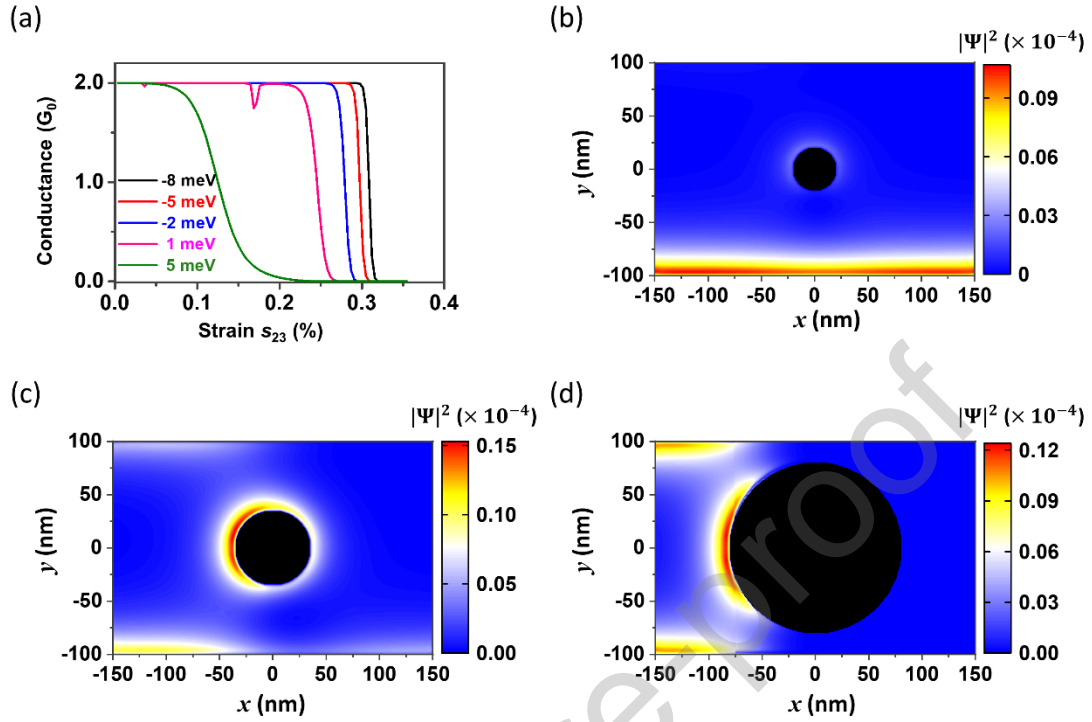 (a)
2.0
1.0
0.0
Conductance (G₀)
-8 meV
-5 meV
-2 meV
1 meV
5 meV
0.0 0.1 0.2 0.3 0.4
Strain s₂₃ (%)
(b)
|Ψ|² (× 10⁻⁴)
100
50
0
-50
-100
y (nm)
-150 -100 -50 0 50 100 150
x (nm)
0.09
0.06
0.03
0
(c)
|Ψ|² (× 10⁻⁴)
100
50
0
-50
-100
y (nm)
-150 -100 -50 0 50 100 150
x (nm)
0.15
0.10
0.05
0.00
(d)
|Ψ|² (× 10⁻⁴)
100
50
0
-50
-100
y (nm)
-150 -100 -50 0 50 100 150
x (nm)
0.12
0.09
0.06
0.03
0.00
e-proof